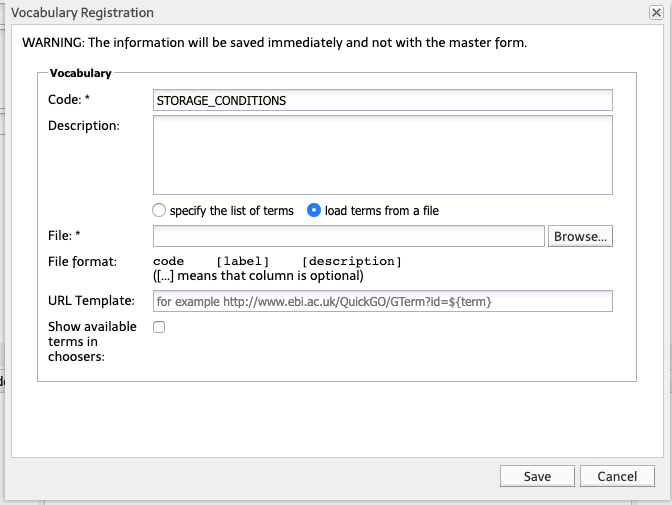 Vocabulary Registration
WARNING: The information will be saved immediately and not with the master form.
Vocabulary
Code: * STORAGE_CONDITIONS
Description:
specify the list of terms load terms from a file
File: * Browse...
File format: code [label] [description]
([...] means that column is optional)
URL Template: for example http://www.ebi.ac.uk/QuickGO/GTerm?id=${term}
Show available
terms in
choosers:
Save Cancel